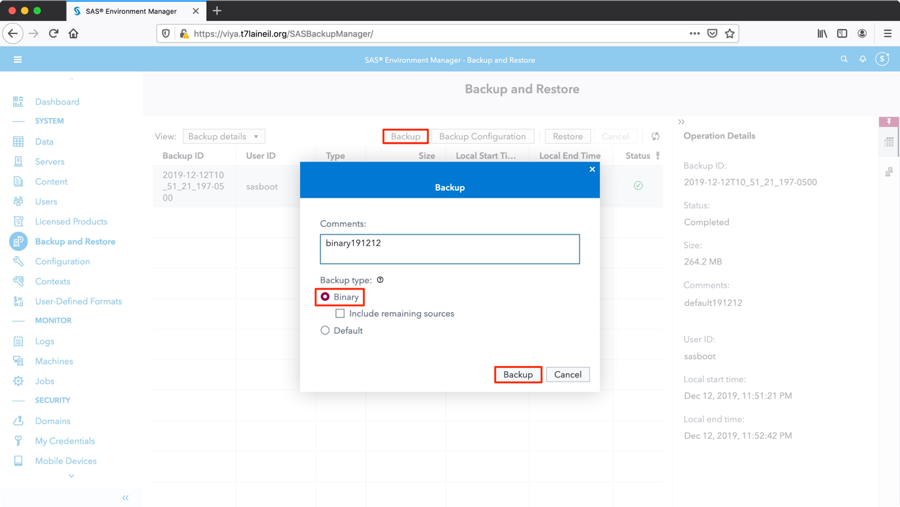 SAS® Environment Manager
https://viya.t7laineil.org/SASBackupManager/
SAS® Environment Manager - Backup and Restore
S
Backup and Restore
Dashboard
SYSTEM
Data
Servers
Content
Users
Licensed Products
Backup and Restore
Configuration
Contexts
User-Defined Formats
MONITOR
Logs
Machines
Jobs
SECURITY
Domains
My Credentials
Mobile Devices
View: Backup details Backup Backup Configuration Restore Cancel
Backup ID User ID Type Size Local Start Ti... Local End Time Status
2019-12-12T10
_51_21_197-05
00
sasboot
Backup
Comments:
binary191212
Backup type:
Binary
Include remaining sources
Default
Backup Cancel
Operation Details
Backup ID:
2019-12-12T10_51_21_197-0500
Status:
Completed
Size:
264.2 MB
Comments:
default191212
User ID:
sasboot
Local start time:
Dec 12, 2019, 11:51:21 PM
Local end time:
Dec 12, 2019, 11:52:42 PM